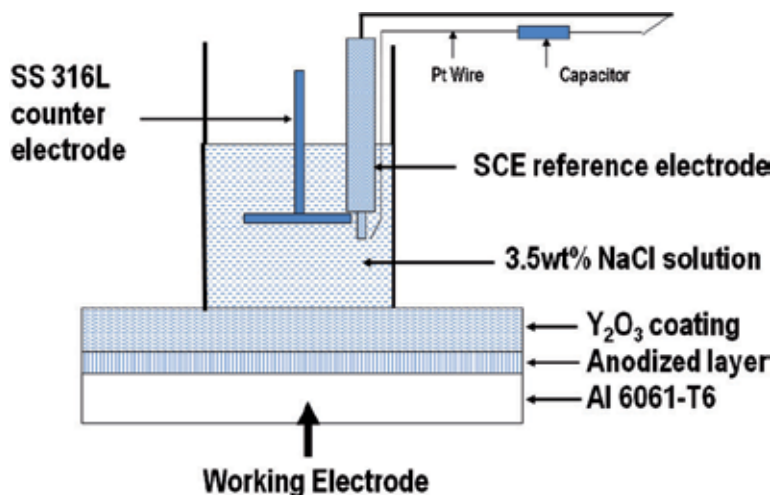 SS 316L
counter
electrode
Pt Wire
Capacitor
SCE reference electrode
3.5wt% NaCl solution
Y₂O₃ coating
Anodized layer
Al 6061-T6
Working Electrode